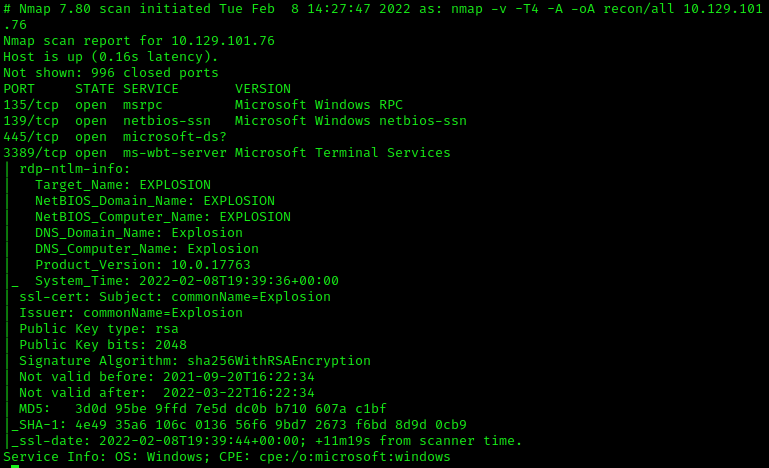 # Nmap 7.80 scan initiated Tue Feb  8 14:27:47 2022 as: nmap -v -T4 -A -oA recon/all 10.129.101
.76
Nmap scan report for 10.129.101.76
Host is up (0.16s latency).
Not shown: 996 closed ports
PORT     STATE SERVICE       VERSION
135/tcp  open  msrpc         Microsoft Windows RPC
139/tcp  open  netbios-ssn   Microsoft Windows netbios-ssn
445/tcp  open  microsoft-ds?
3389/tcp open  ms-wbt-server Microsoft Terminal Services
| rdp-ntlm-info:
|   Target_Name: EXPLOSION
|   NetBIOS_Domain_Name: EXPLOSION
|   NetBIOS_Computer_Name: EXPLOSION
|   DNS_Domain_Name: Explosion
|   DNS_Computer_Name: Explosion
|   Product_Version: 10.0.17763
|_  System_Time: 2022-02-08T19:39:36+00:00
| ssl-cert: Subject: commonName=Explosion
| Issuer: commonName=Explosion
| Public Key type: rsa
| Public Key bits: 2048
| Signature Algorithm: sha256WithRSAEncryption
| Not valid before: 2021-09-20T16:22:34
| Not valid after:  2022-03-22T16:22:34
| MD5:   3d0d 95be 9ffd 7e5d dc0b b710 607a c1bf
|_SHA-1: 4e49 35a6 106c 0136 56f6 9bd7 2673 f6bd 8d9d 0cb9
|_ssl-date: 2022-02-08T19:39:44+00:00; +11m19s from scanner time.
Service Info: OS: Windows; CPE: cpe:/o:microsoft:windows